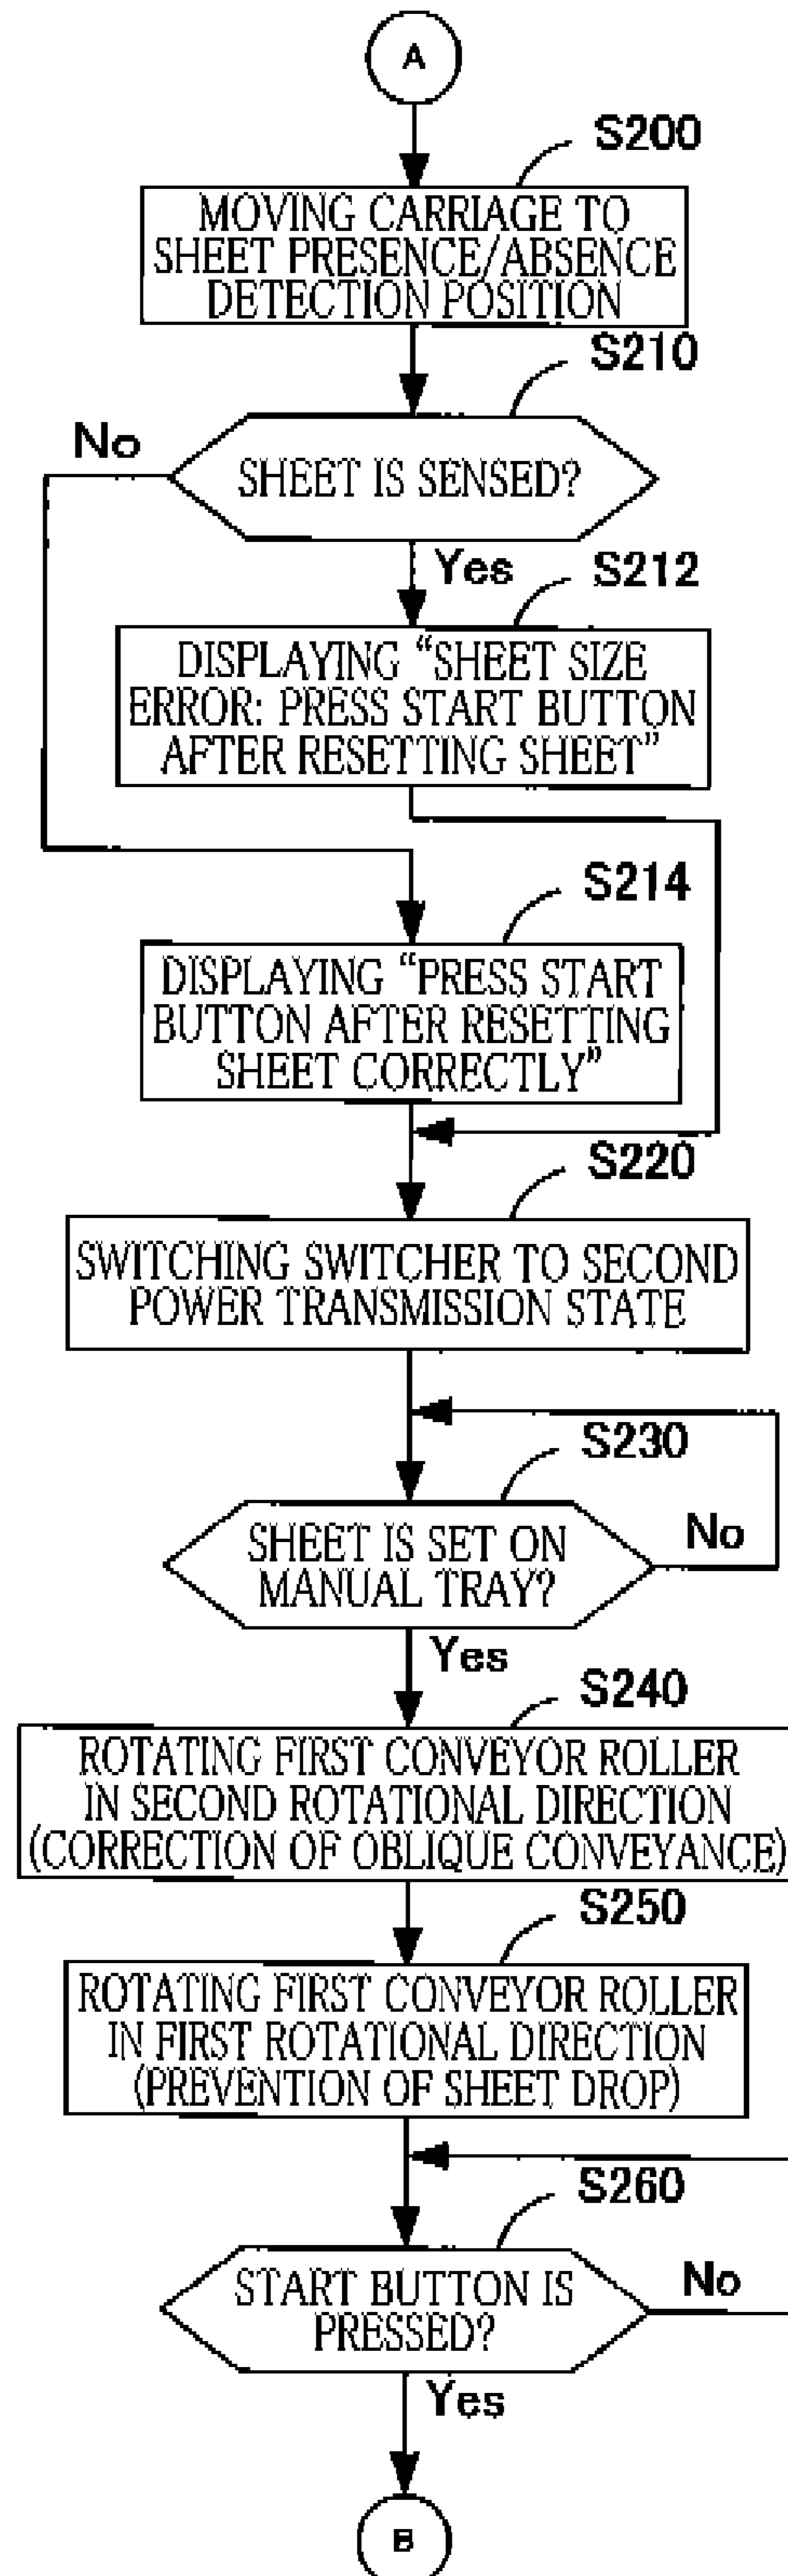 A
S200
MOVING CARRIAGE TO
SHEET PRESENCE/ABSENCE
DETECTION POSITION
S210
No
SHEET IS SENSED?
Yes
S212
DISPLAYING “SHEET SIZE
ERROR: PRESS START BUTTON
AFTER RESETTING SHEET”
S214
DISPLAYING “PRESS START
BUTTON AFTER RESETTING
SHEET CORRECTLY”
S220
SWITCHING SWITCHER TO SECOND
POWER TRANSMISSION STATE
S230
SHEET IS SET ON
MANUAL TRAY?
No
Yes
S240
ROTATING FIRST CONVEYOR ROLLER
IN SECOND ROTATIONAL DIRECTION
(CORRECTION OF OBLIQUE CONVEYANCE)
S250
ROTATING FIRST CONVEYOR ROLLER
IN FIRST ROTATIONAL DIRECTION
(PREVENTION OF SHEET DROP)
S260
START BUTTON IS
PRESSED?
No
Yes
B